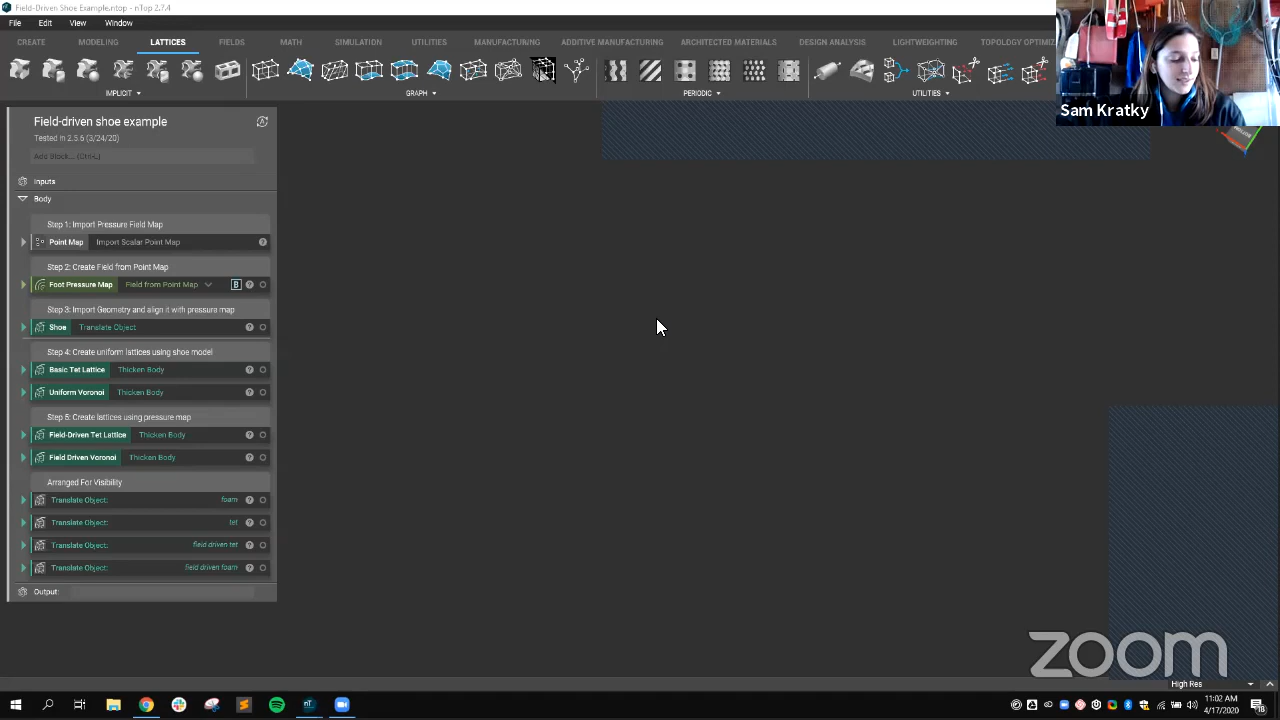 Field-Driven Shoe Example.ntop - nTop 2.7.4
File Edit View Window
CREATE MODELING LATTICES FIELDS MATH SIMULATION UTILITIES MANUFACTURING ADDITIVE MANUFACTURING ARCHITECTED MATERIALS DESIGN ANALYSIS LIGHTWEIGHTING TOPOLOGY OPTIMIZ
IMPLICIT GRAPH PERIODIC UTILITIES
Sam Kratky
Field-driven shoe example
Tested in 2.5.6 (3/24/20)
Add Block... (Ctrl-L)
Inputs
Body
Step 1: Import Pressure Field Map
Point Map Import Scalar Point Map
Step 2: Create Field from Point Map
Foot Pressure Map Field from Point Map B
Step 3: Import Geometry and align it with pressure map
Shoe Translate Object
Step 4: Create uniform lattices using shoe model
Basic Tet Lattice Thicken Body
Uniform Voronoi Thicken Body
Step 5: Create lattices using pressure map
Field-Driven Tet Lattice Thicken Body
Field Driven Voronoi Thicken Body
Arranged For Visibility
Translate Object: foam
Translate Object: tet
Translate Object: field driven tet
Translate Object: field driven foam
Output:
zoom
High Res
11:02 AM
4/17/2020